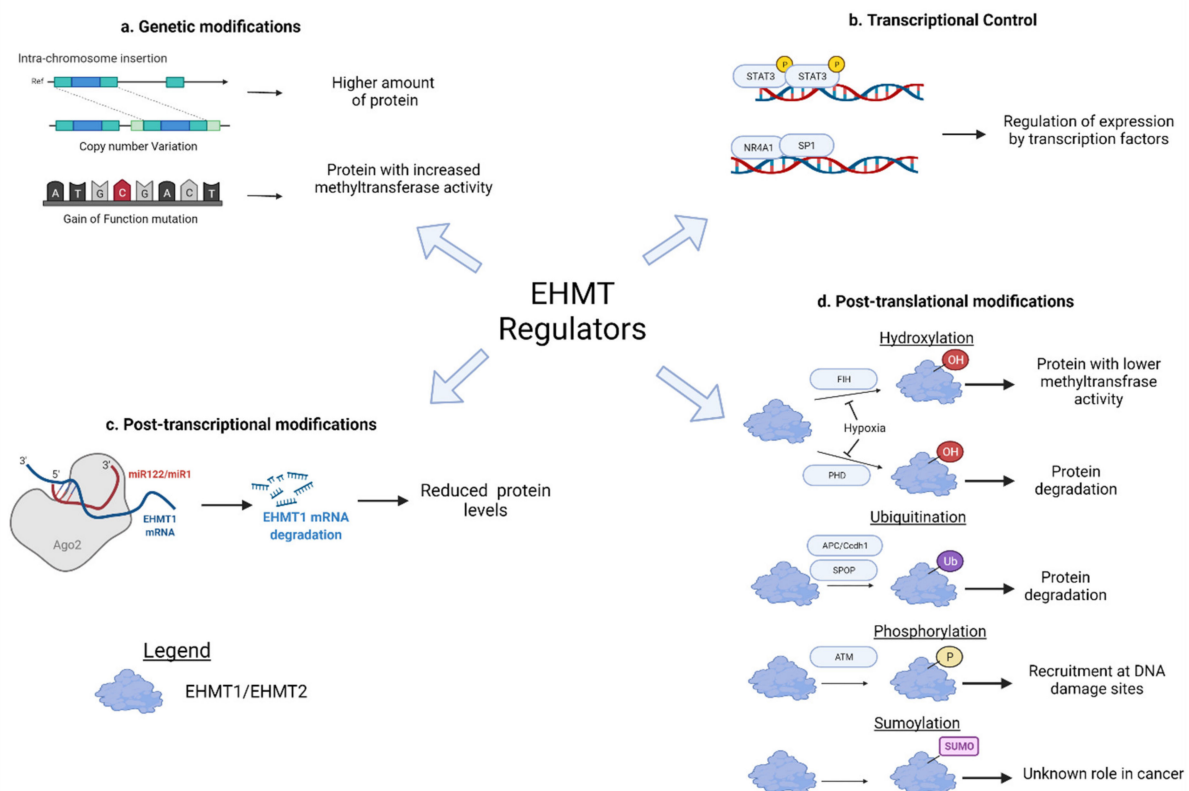 a. Genetic modifications
Intra-chromosome insertion
Ref
Copy number Variation
Higher amount
of protein
A T G C G A C T
Gain of Function mutation
Protein with increased
methyltransferase activity
b. Transcriptional Control
P P
STAT3 STAT3
NR4A1 SP1
Regulation of expression
by transcription factors
EHMT
Regulators
c. Post-transcriptional modifications
3'
5'
3'
miR122/miR1
EHMT1
mRNA
Ago2
EHMT1 mRNA
degradation
Reduced protein
levels
Legend
EHMT1/EHMT2
d. Post-translational modifications
Hydroxylation
FIH
OH
Protein with lower
methyltransfrase
activity
Hypoxia
PHD
OH
Protein
degradation
Ubiquitination
APC/Ccdh1
SPOP
Ub
Protein
degradation
Phosphorylation
ATM
P
Recruitment at DNA
damage sites
Sumoylation
SUMO
Unknown role in cancer